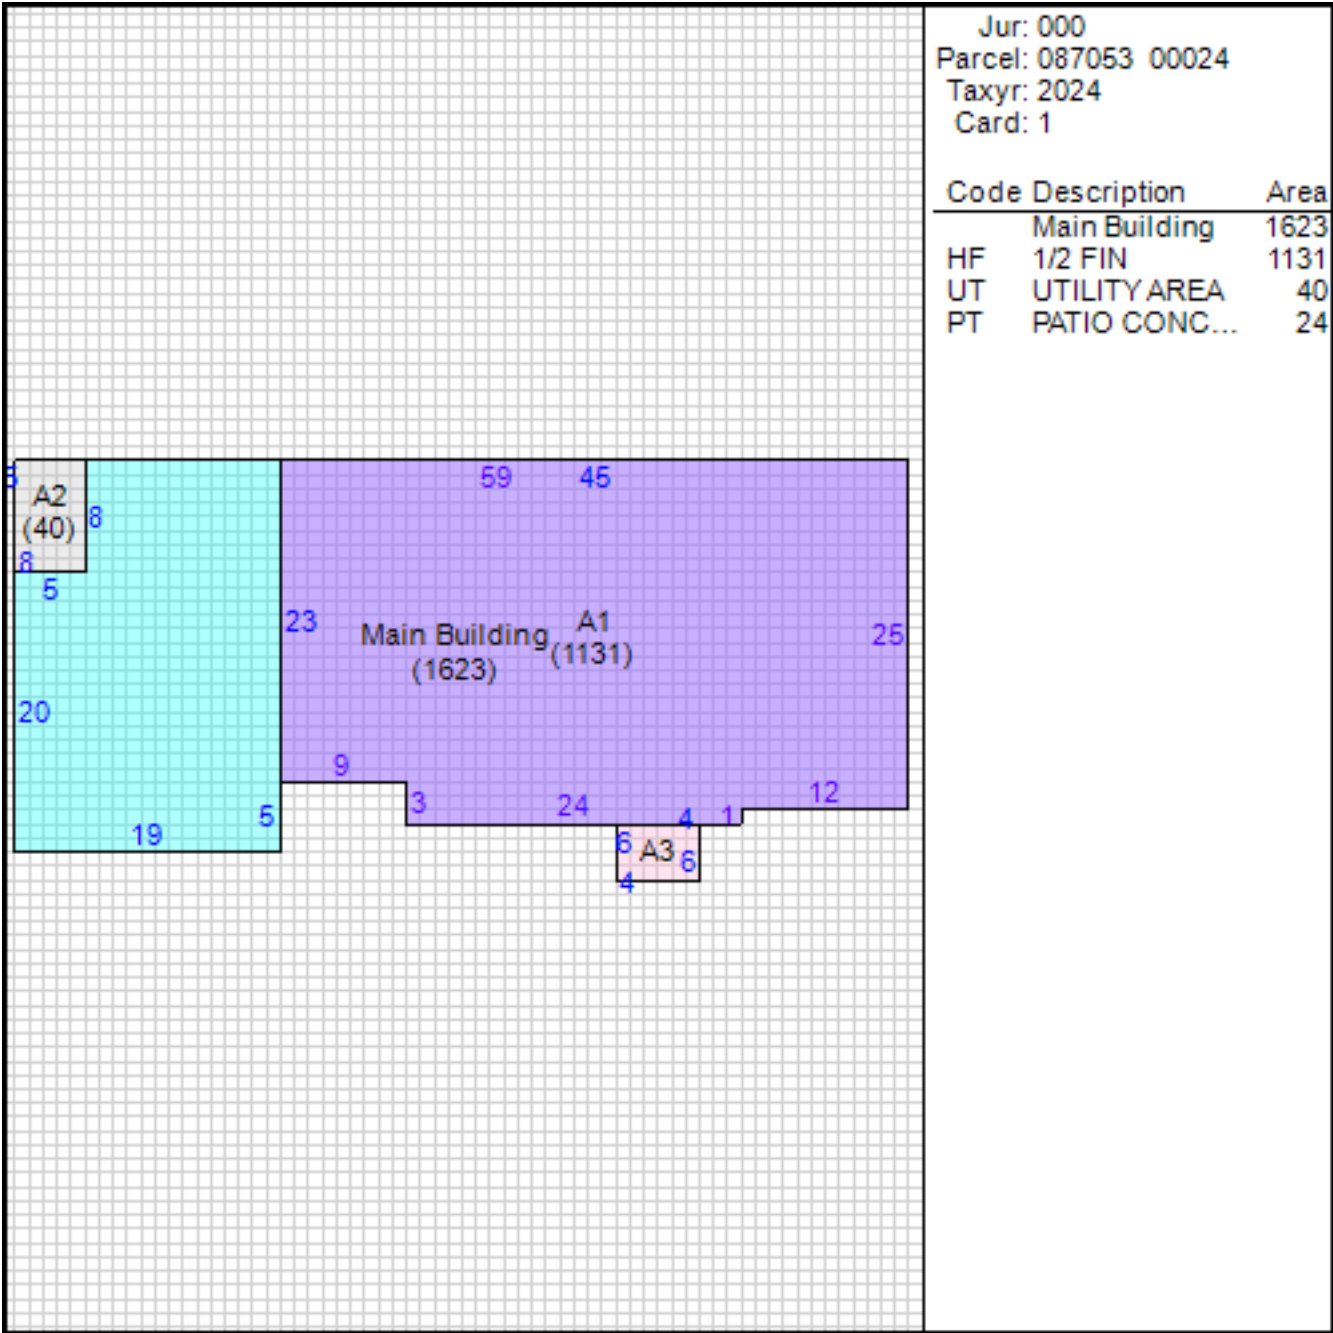 Jur: 000
Parcel: 087053 00024
Taxyr: 2024
Card: 1
Code Description Area
Main Building 1623
HF 1/2 FIN 1131
UT UTILITY AREA 40
PT PATIO CONC... 24
5
59 45
A2
(40)
8
8
5
23
Main Building
(1623)
A1
(1131)
25
20
9
3
24
4
1
12
5
19
6
A3
6
4